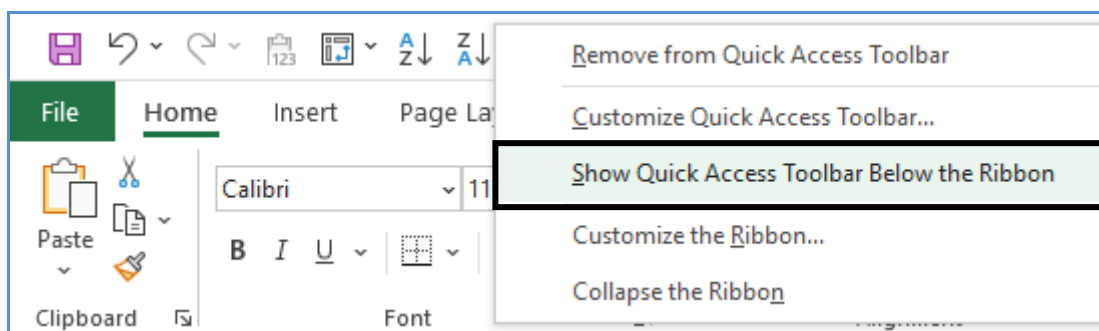 123
A
Z
Z
A
Remove from Quick Access Toolbar
Customize Quick Access Toolbar...
Show Quick Access Toolbar Below the Ribbon
Customize the Ribbon...
Collapse the Ribbon
File Home Insert Page La
Calibri 11
Paste
B I U
Clipboard Font